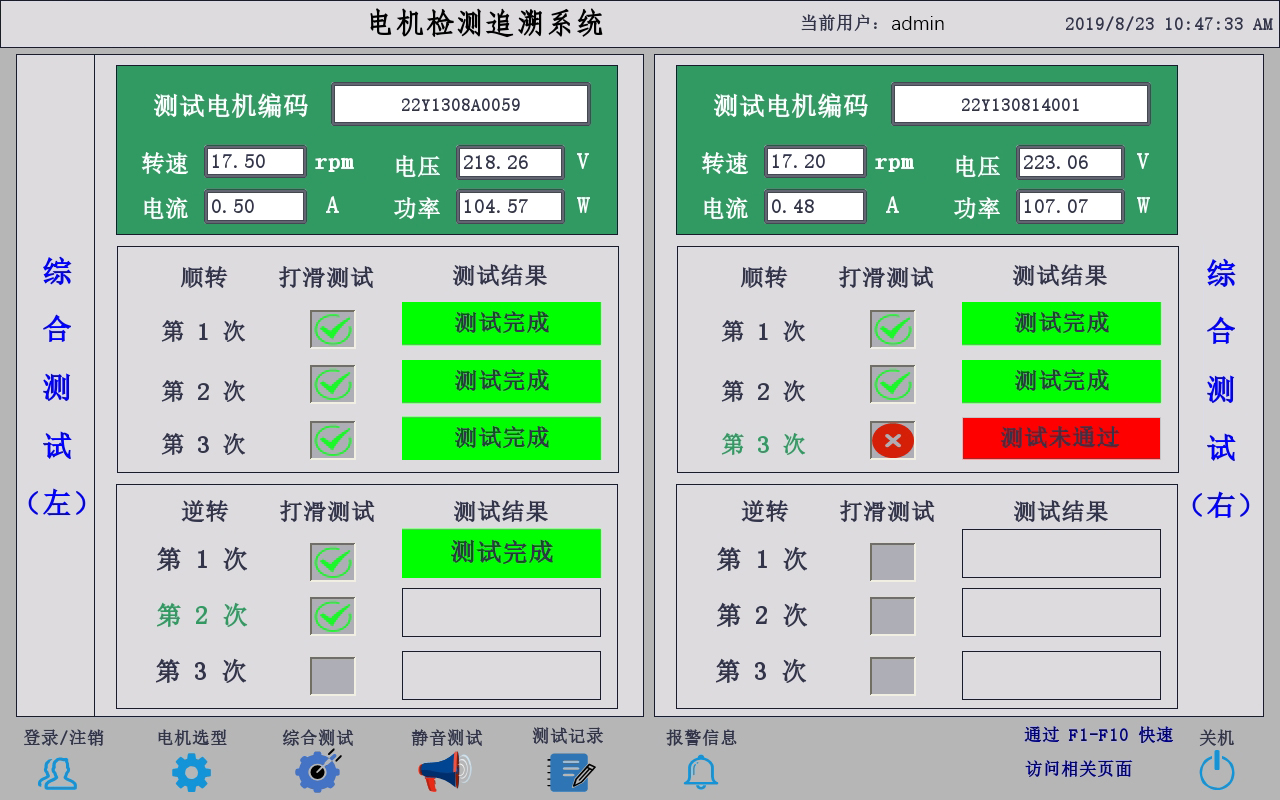 电机检测追溯系统 当前用户: admin 2019/8/23 10:47:33 AM
综合测试（左）
测试电机编码 22Y1308A0059
转速 17.50 rpm 电压 218.26 V
电流 0.50 A 功率 104.57 W
顺转 打滑测试 测试结果
第 1 次 测试完成
第 2 次 测试完成
第 3 次 测试完成
逆转 打滑测试 测试结果
第 1 次 测试完成
第 2 次
第 3 次
测试电机编码 22Y130814001
转速 17.20 rpm 电压 223.06 V
电流 0.48 A 功率 107.07 W
顺转 打滑测试 测试结果
第 1 次 测试完成
第 2 次 测试完成
第 3 次 测试未通过
逆转 打滑测试 测试结果
第 1 次
第 2 次
第 3 次
综合测试（右）
登录/注销 电机选型 综合测试 静音测试 测试记录 报警信息 通过 F1-F10 快速 关机
访问相关页面